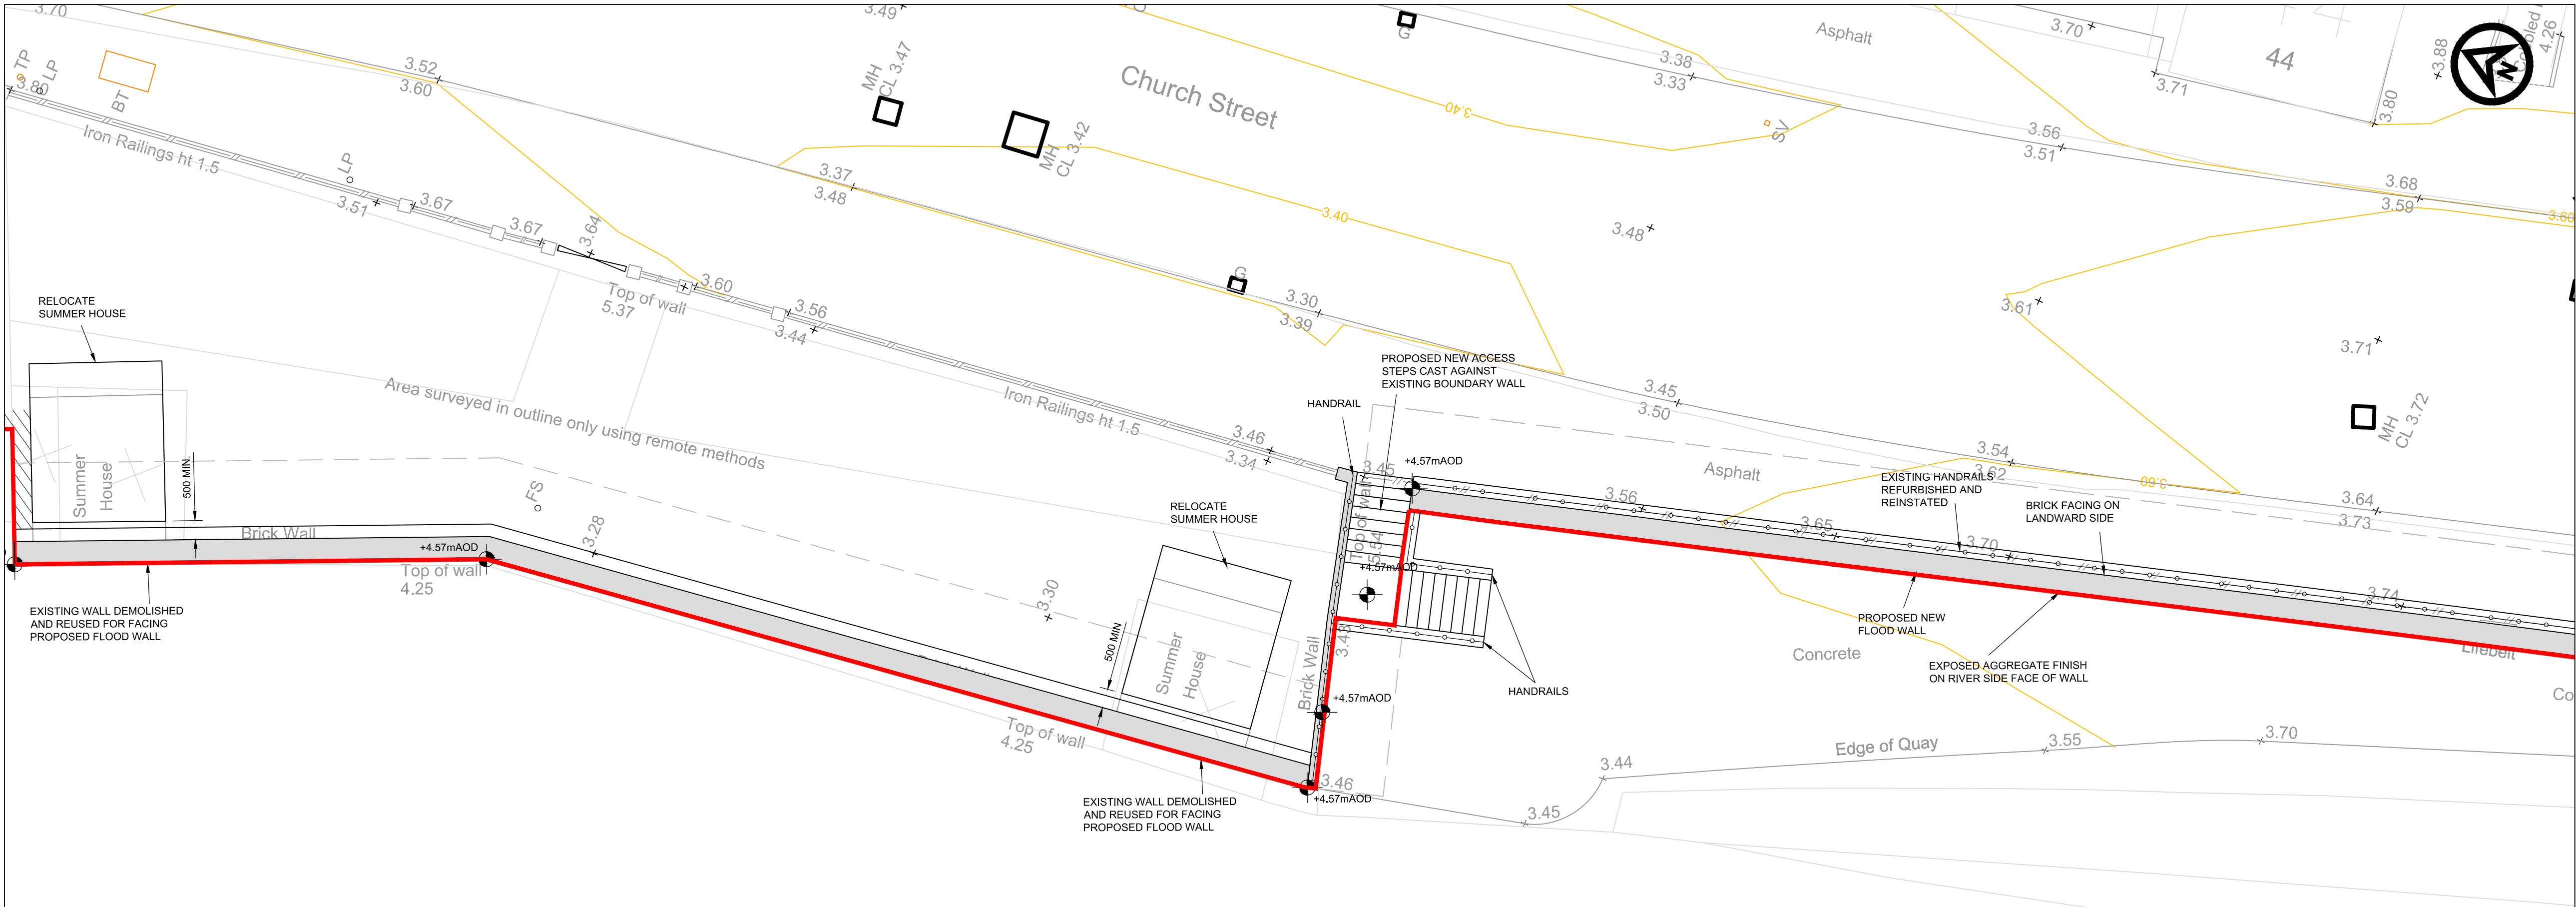 3.70
3.49
G
Asphalt
3.70
44
3.88
4.26
N
TP
LP
3.80
BT
3.52
3.60
MH
CL 3.47
Church Street
3.38
3.33
3.40
SV
3.71
3.80
3.56
3.51
Iron Railings ht 1.5
LP
3.51
3.67
3.67
3.64
MH
CL 3.42
3.37
3.48
3.40
3.48
3.68
3.59
3.60
RELOCATE
SUMMER HOUSE
Top of wall
5.37
3.60
3.56
3.44
G
3.30
3.39
3.61
3.71
Area surveyed in outline only using remote methods
Iron Railings ht 1.5
PROPOSED NEW ACCESS
STEPS CAST AGAINST
EXISTING BOUNDARY WALL
HANDRAIL
3.45
3.50
3.54
3.62
MH
CL 3.72
3.46
3.34
3.45
+4.57mAOD
Asphalt
EXISTING HANDRAILS
REFURBISHED AND
REINSTATED
3.60
3.64
3.73
Summer
House
500 MIN.
FS
3.28
RELOCATE
SUMMER HOUSE
Top of wall
5.54
3.56
3.65
3.70
BRICK FACING ON
LANDWARD SIDE
Brick Wall
+4.57mAOD
Top of wall
4.25
+4.57mAOD
3.74
EXISTING WALL DEMOLISHED
AND REUSED FOR FACING
PROPOSED FLOOD WALL
3.30
500 MIN
Summer
House
Brick Wall
3.43
PROPOSED NEW
FLOOD WALL
Concrete
Lifebelt
EXPOSED AGGREGATE FINISH
ON RIVER SIDE FACE OF WALL
HANDRAILS
+4.57mAOD
Co
Top of wall
4.25
Edge of Quay
3.55
3.70
3.44
3.46
+4.57mAOD
3.45
EXISTING WALL DEMOLISHED
AND REUSED FOR FACING
PROPOSED FLOOD WALL